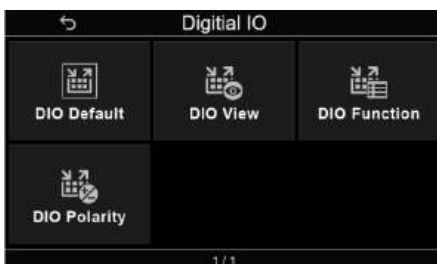 Digitial IO
DIO Default
DIO View
DIO Function
DIO Polarity
1/1